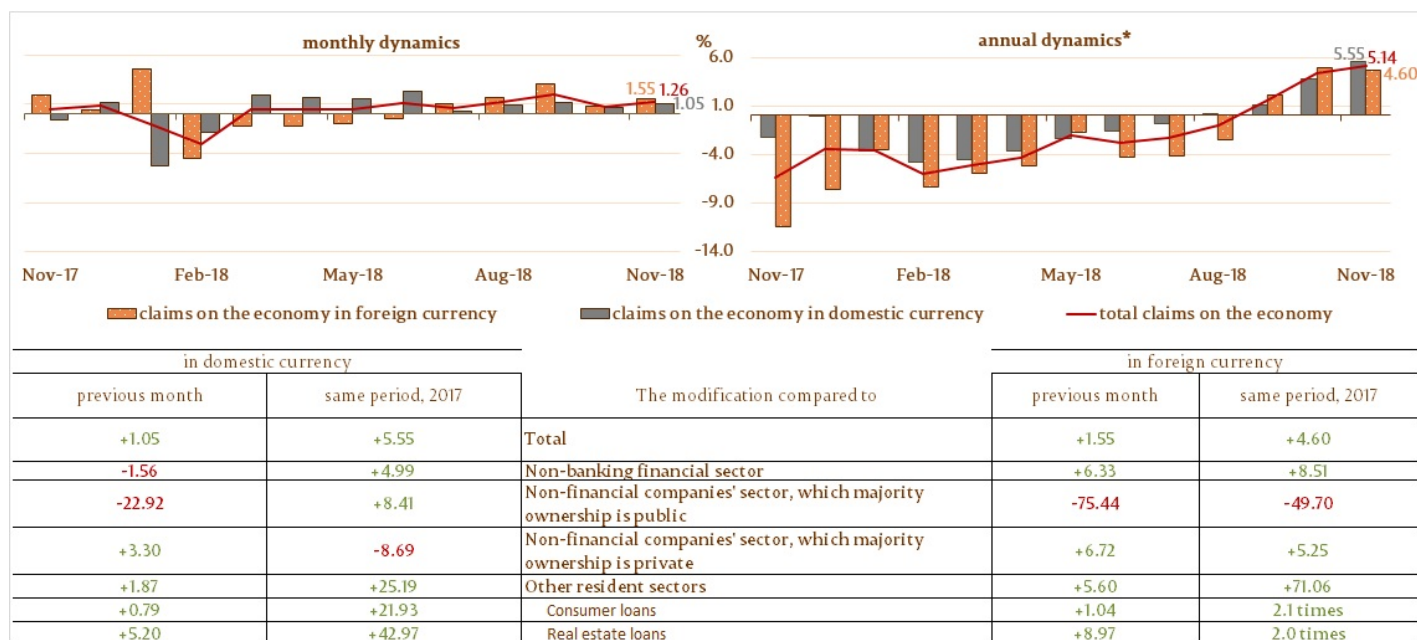 monthly dynamics
%
annual dynamics*
6.0
1.0
-4.0
-9.0
-14.0
1.55 1.26
1.05
5.55 5.14
4.60
Nov-17 Feb-18 May-18 Aug-18 Nov-18
Nov-17 Feb-18 May-18 Aug-18 Nov-18
claims on the economy in foreign currency claims on the economy in domestic currency total claims on the economy
in domestic currency in foreign currency
previous month same period, 2017 The modification compared to previous month same period, 2017
+1.05 +5.55 Total +1.55 +4.60
-1.56 +4.99 Non-banking financial sector +6.33 +8.51
-22.92 +8.41 Non-financial companies' sector, which majority
ownership is public -75.44 -49.70
+3.30 -8.69 Non-financial companies' sector, which majority
ownership is private +6.72 +5.25
+1.87 +25.19 Other resident sectors +5.60 +71.06
+0.79 +21.93 Consumer loans +1.04 2.1 times
+5.20 +42.97 Real estate loans +8.97 2.0 times